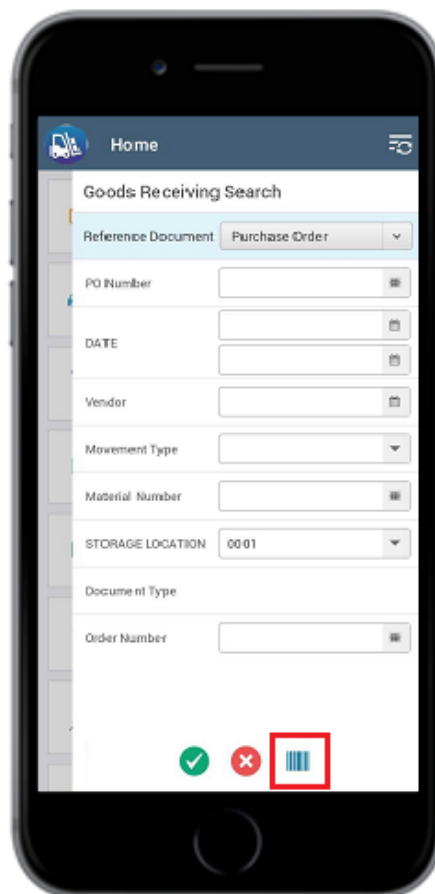 Home
Goods Receiving Search
Reference Document Purchase Order
PO Number
DATE
Vendor
Movement Type
Material Number
STORAGE LOCATION 0001
Document Type
Order Number